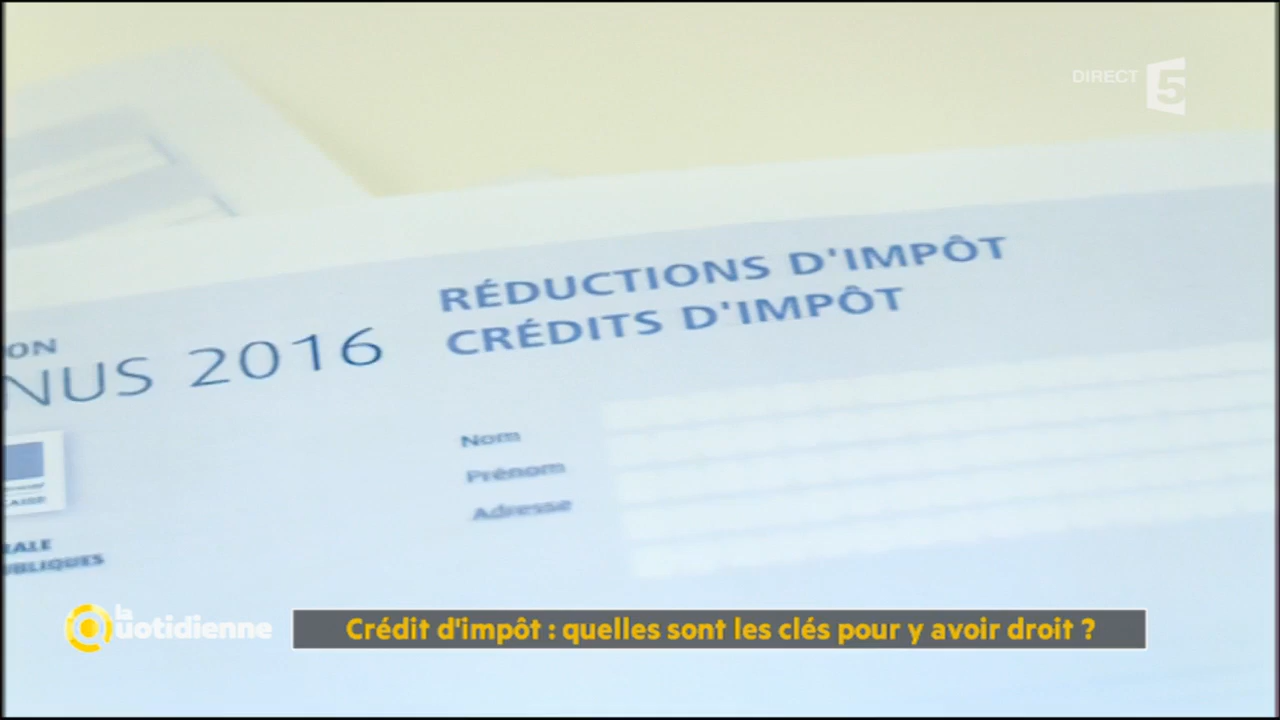 DIRECT 5
RÉDUCTIONS D'IMPÔT
CRÉDITS D'IMPÔT
ON
NUS 2016
Nom
Prénom
Adresse
RALE
UBLIQUES
la
Quotidienne
Crédit d'impôt : quelles sont les clés pour y avoir droit ?